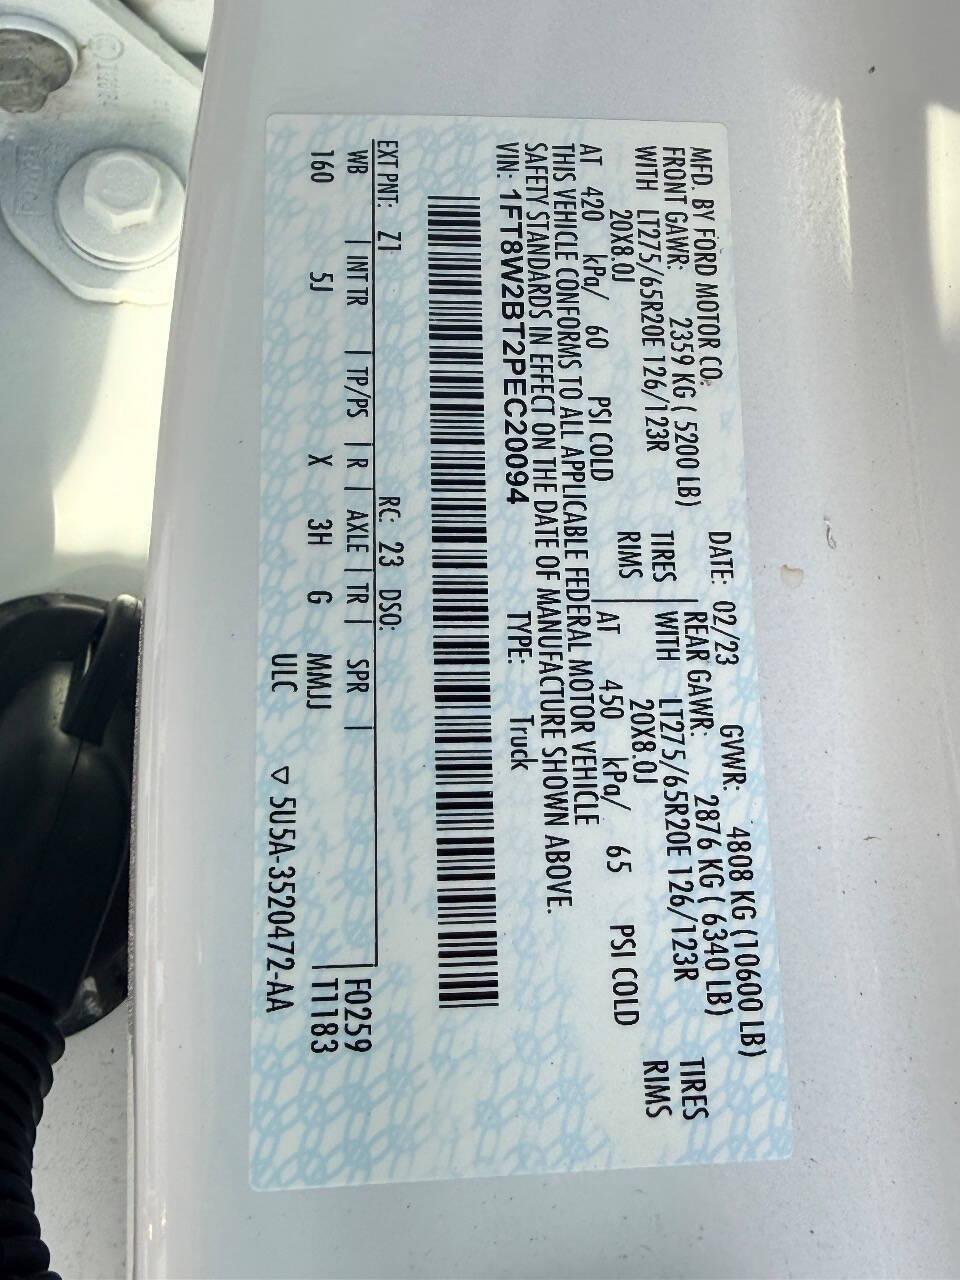 MFD. BY FORD MOTOR CO. DATE: 02/23 GVWR: 4808 KG (10600 LB)
FRONT GAWR: 2359 KG ( 5200 LB) REAR GAWR: 2876 KG ( 6340 LB)
WITH LT275/65R20E 126/123R TIRES WITH LT275/65R20E 126/123R TIRES
20X8.0J RIMS 20X8.0J RIMS
AT 420 kPa/ 60 PSI COLD AT 450 kPa/ 65 PSI COLD
THIS VEHICLE CONFORMS TO ALL APPLICABLE FEDERAL MOTOR VEHICLE
SAFETY STANDARDS IN EFFECT ON THE DATE OF MANUFACTURE SHOWN ABOVE.
VIN: 1FT8W2BT2PEC20094 TYPE: Truck
EXT PNT: Z1 RC: 23 DSO:
WB | INT TR | TP/PS | R | AXLE | TR | SPR | F0259
160 5J X 3H G MMJJ T1183
ULC ▽ 5U5A-3520472-AA